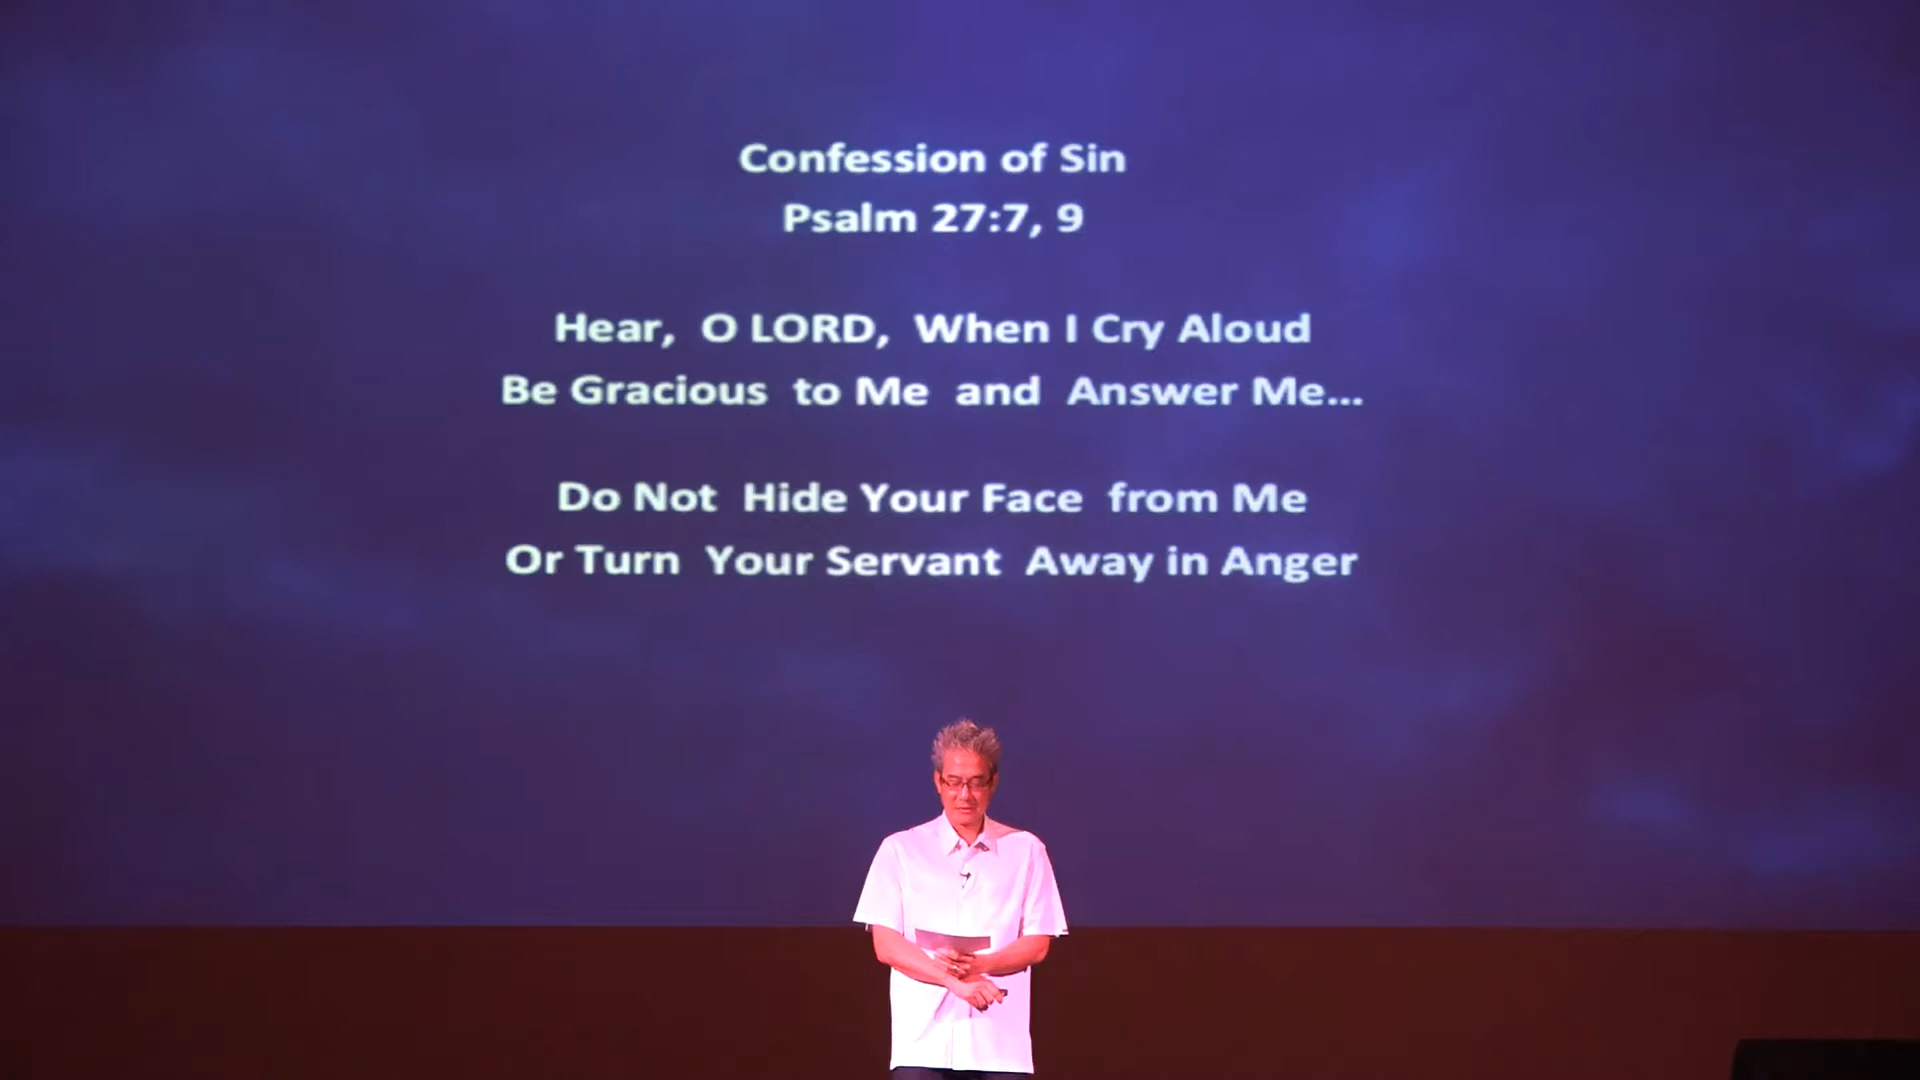 Confession of Sin
Psalm 27:7, 9
Hear, O LORD, When I Cry Aloud
Be Gracious to Me and Answer Me...
Do Not Hide Your Face from Me
Or Turn Your Servant Away in Anger